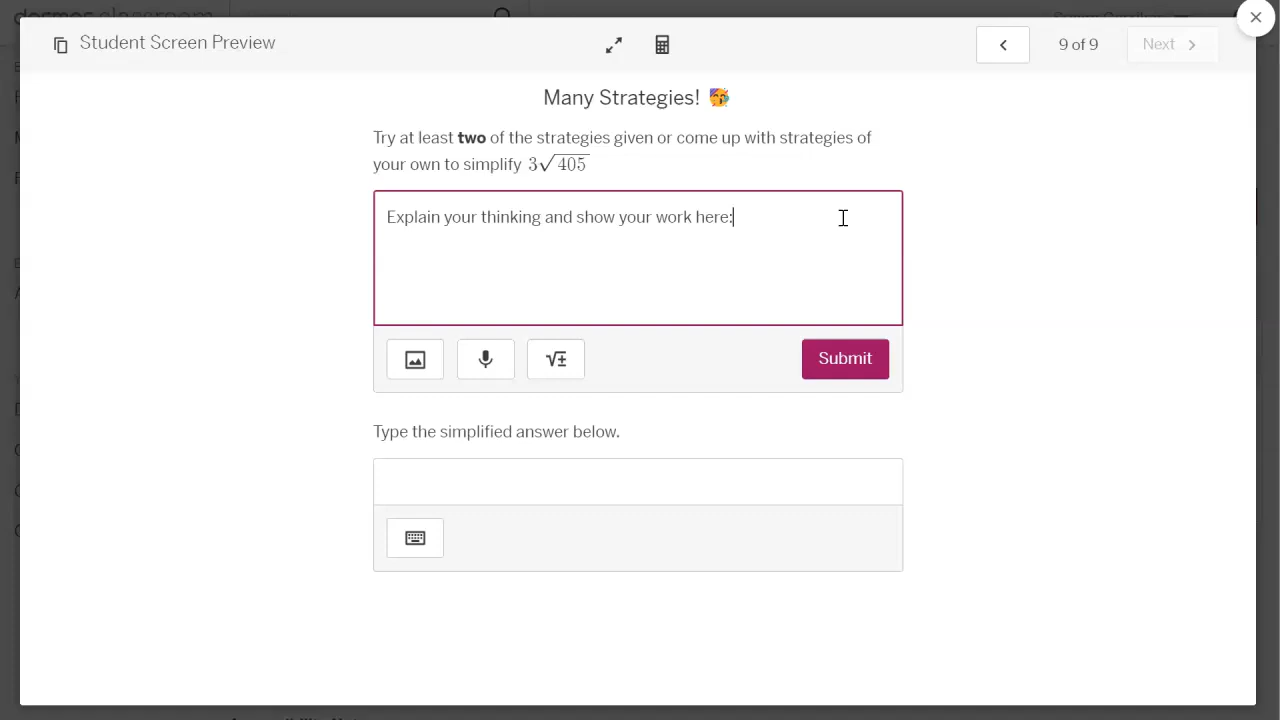 desmos classroom
Student Screen Preview
9 of 9
Next
Many Strategies! 🥳
Try at least two of the strategies given or come up with strategies of
your own to simplify 3√405
Explain your thinking and show your work here:
Submit
Type the simplified answer below.